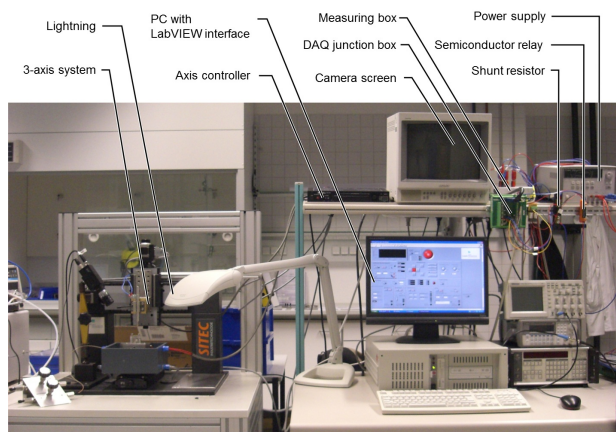 Lightning
3-axis system
PC with
LabVIEW interface
Axis controller
Measuring box
DAQ junction box
Camera screen
Power supply
Semiconductor relay
Shunt resistor
SITEC